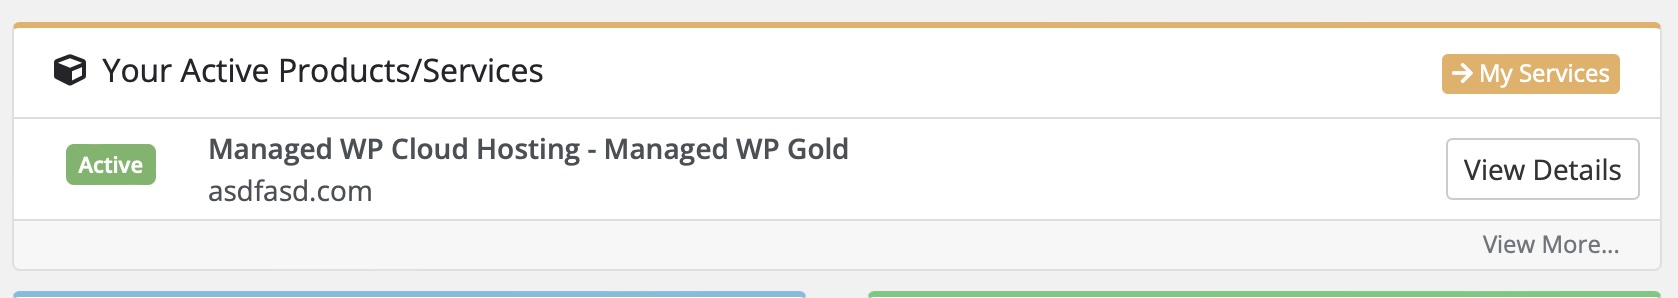 Your Active Products/Services
My Services
Active
Managed WP Cloud Hosting - Managed WP Gold
asdfasd.com
View Details
View More...